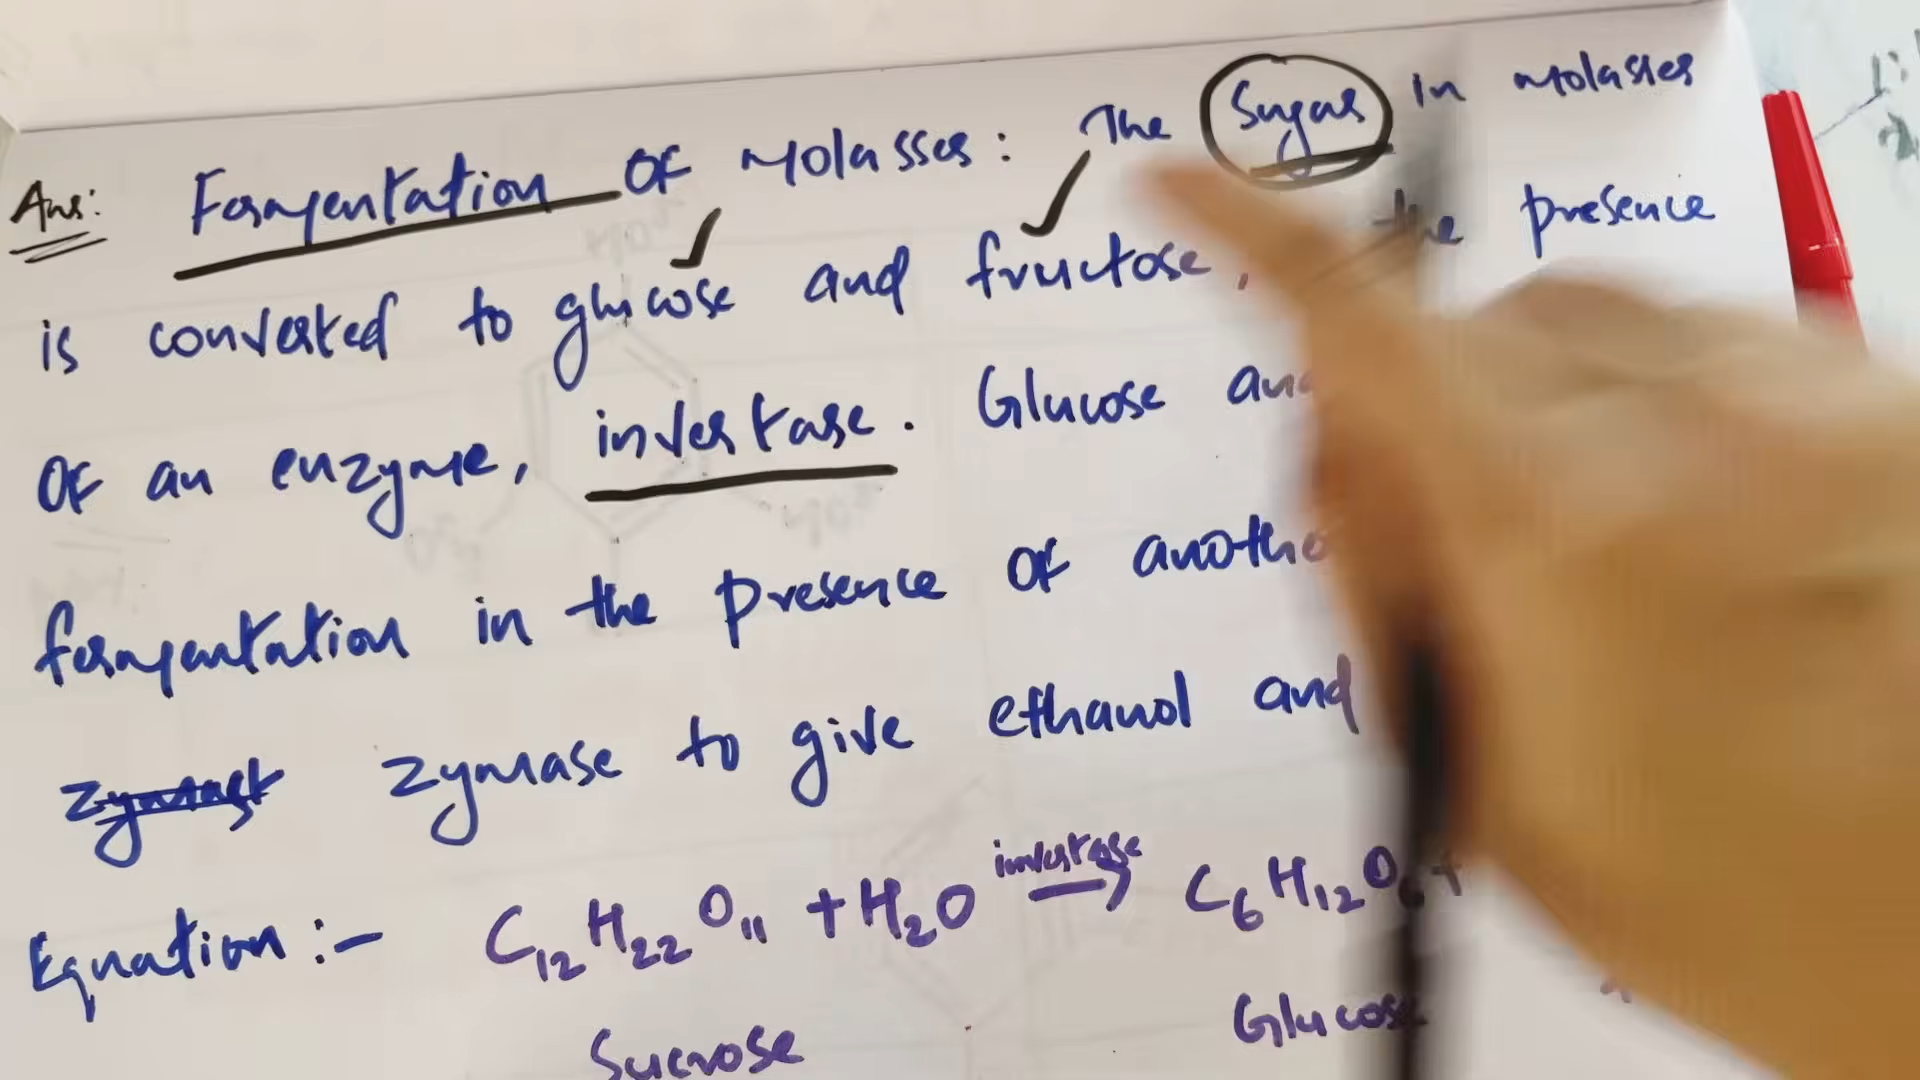 Ans: Fermentation of Molasses: The Sugar in Molasses
is converted to glucose and fructose, the presence
of an enzyme, invertase. Glucose and
fermentation in the presence of
zymase to give ethanol and
Equation :- C12H22O11 + H2O invertase → C6H12O6 +
Sucrose Glucose